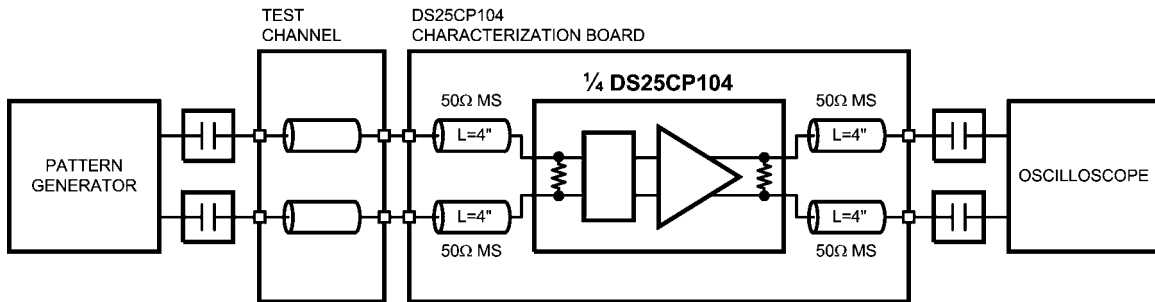 TEST
CHANNEL
DS25CP104
CHARACTERIZATION BOARD
¼ DS25CP104
50Ω MS
50Ω MS
L=4"
L=4"
PATTERN
GENERATOR
OSCILLOSCOPE
L=4"
L=4"
50Ω MS
50Ω MS